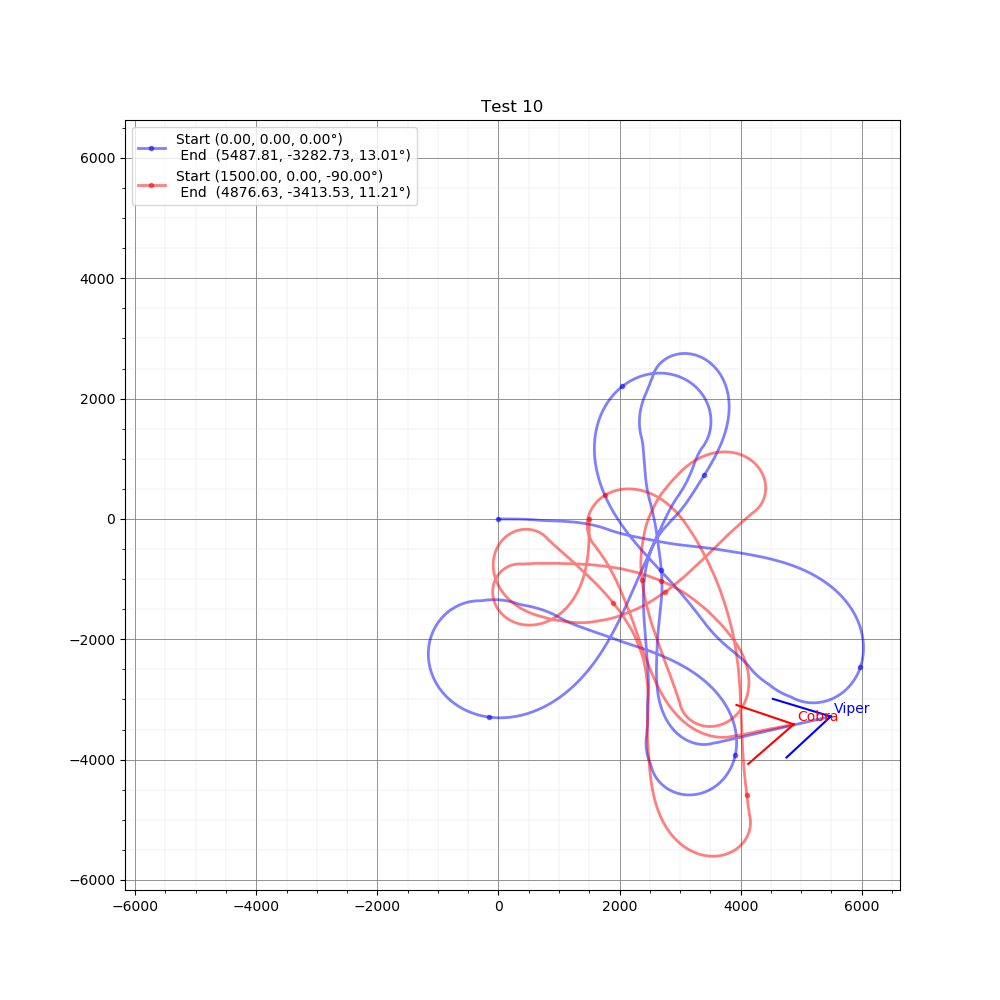 Test 10
Start (0.00, 0.00, 0.00°)
End  (5487.81, -3282.73, 13.01°)
Start (1500.00, 0.00, -90.00°)
End  (4876.63, -3413.53, 11.21°)
6000
4000
2000
0
−2000
−4000
−6000
Viper
Cobra
−6000 −4000 −2000 0 2000 4000 6000